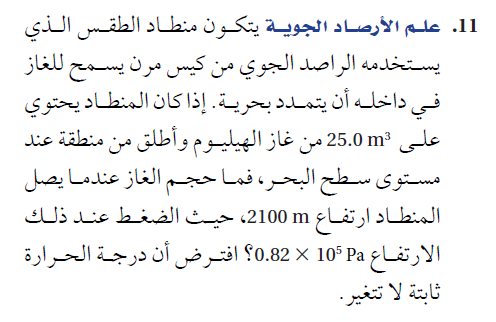 11. علم الأرصاد الجوية يتكون منطاد الطقس الذي
يستخدمه الراصد الجوي من كيس مرن يسمح للغاز
في داخله أن يتمدد بحرية. إذا كان المنطاد يحتوي
على 25.0 m³ من غاز الهيليوم وأطلق من منطقة عند
مستوى سطح البحر، فما حجم الغاز عندما يصل
المنطاد ارتفاع 2100 m، حيث الضغط عند ذلك
الارتفاع 0.82 × 10⁵ Pa؟ افترض أن درجة الحرارة
ثابتة لا تتغير.